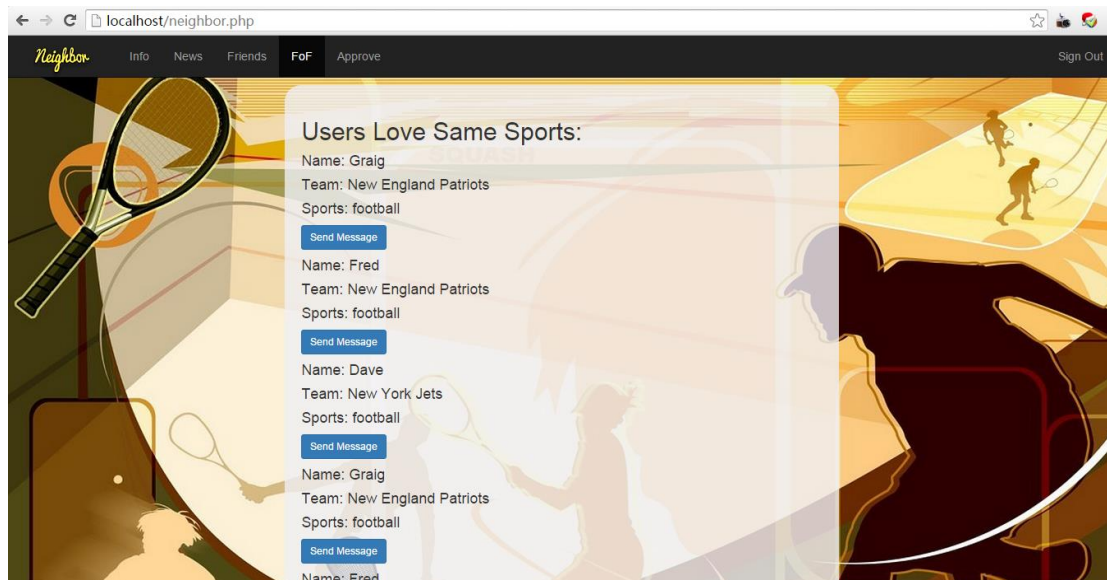 localhost/neighbor.php
Neighbor Info News Friends FoF Approve Sign Out
SQUASH
Users Love Same Sports:
Name: Graig
Team: New England Patriots
Sports: football
Send Message
Name: Fred
Team: New England Patriots
Sports: football
Send Message
Name: Dave
Team: New York Jets
Sports: football
Send Message
Name: Graig
Team: New England Patriots
Sports: football
Send Message
Name: Fred